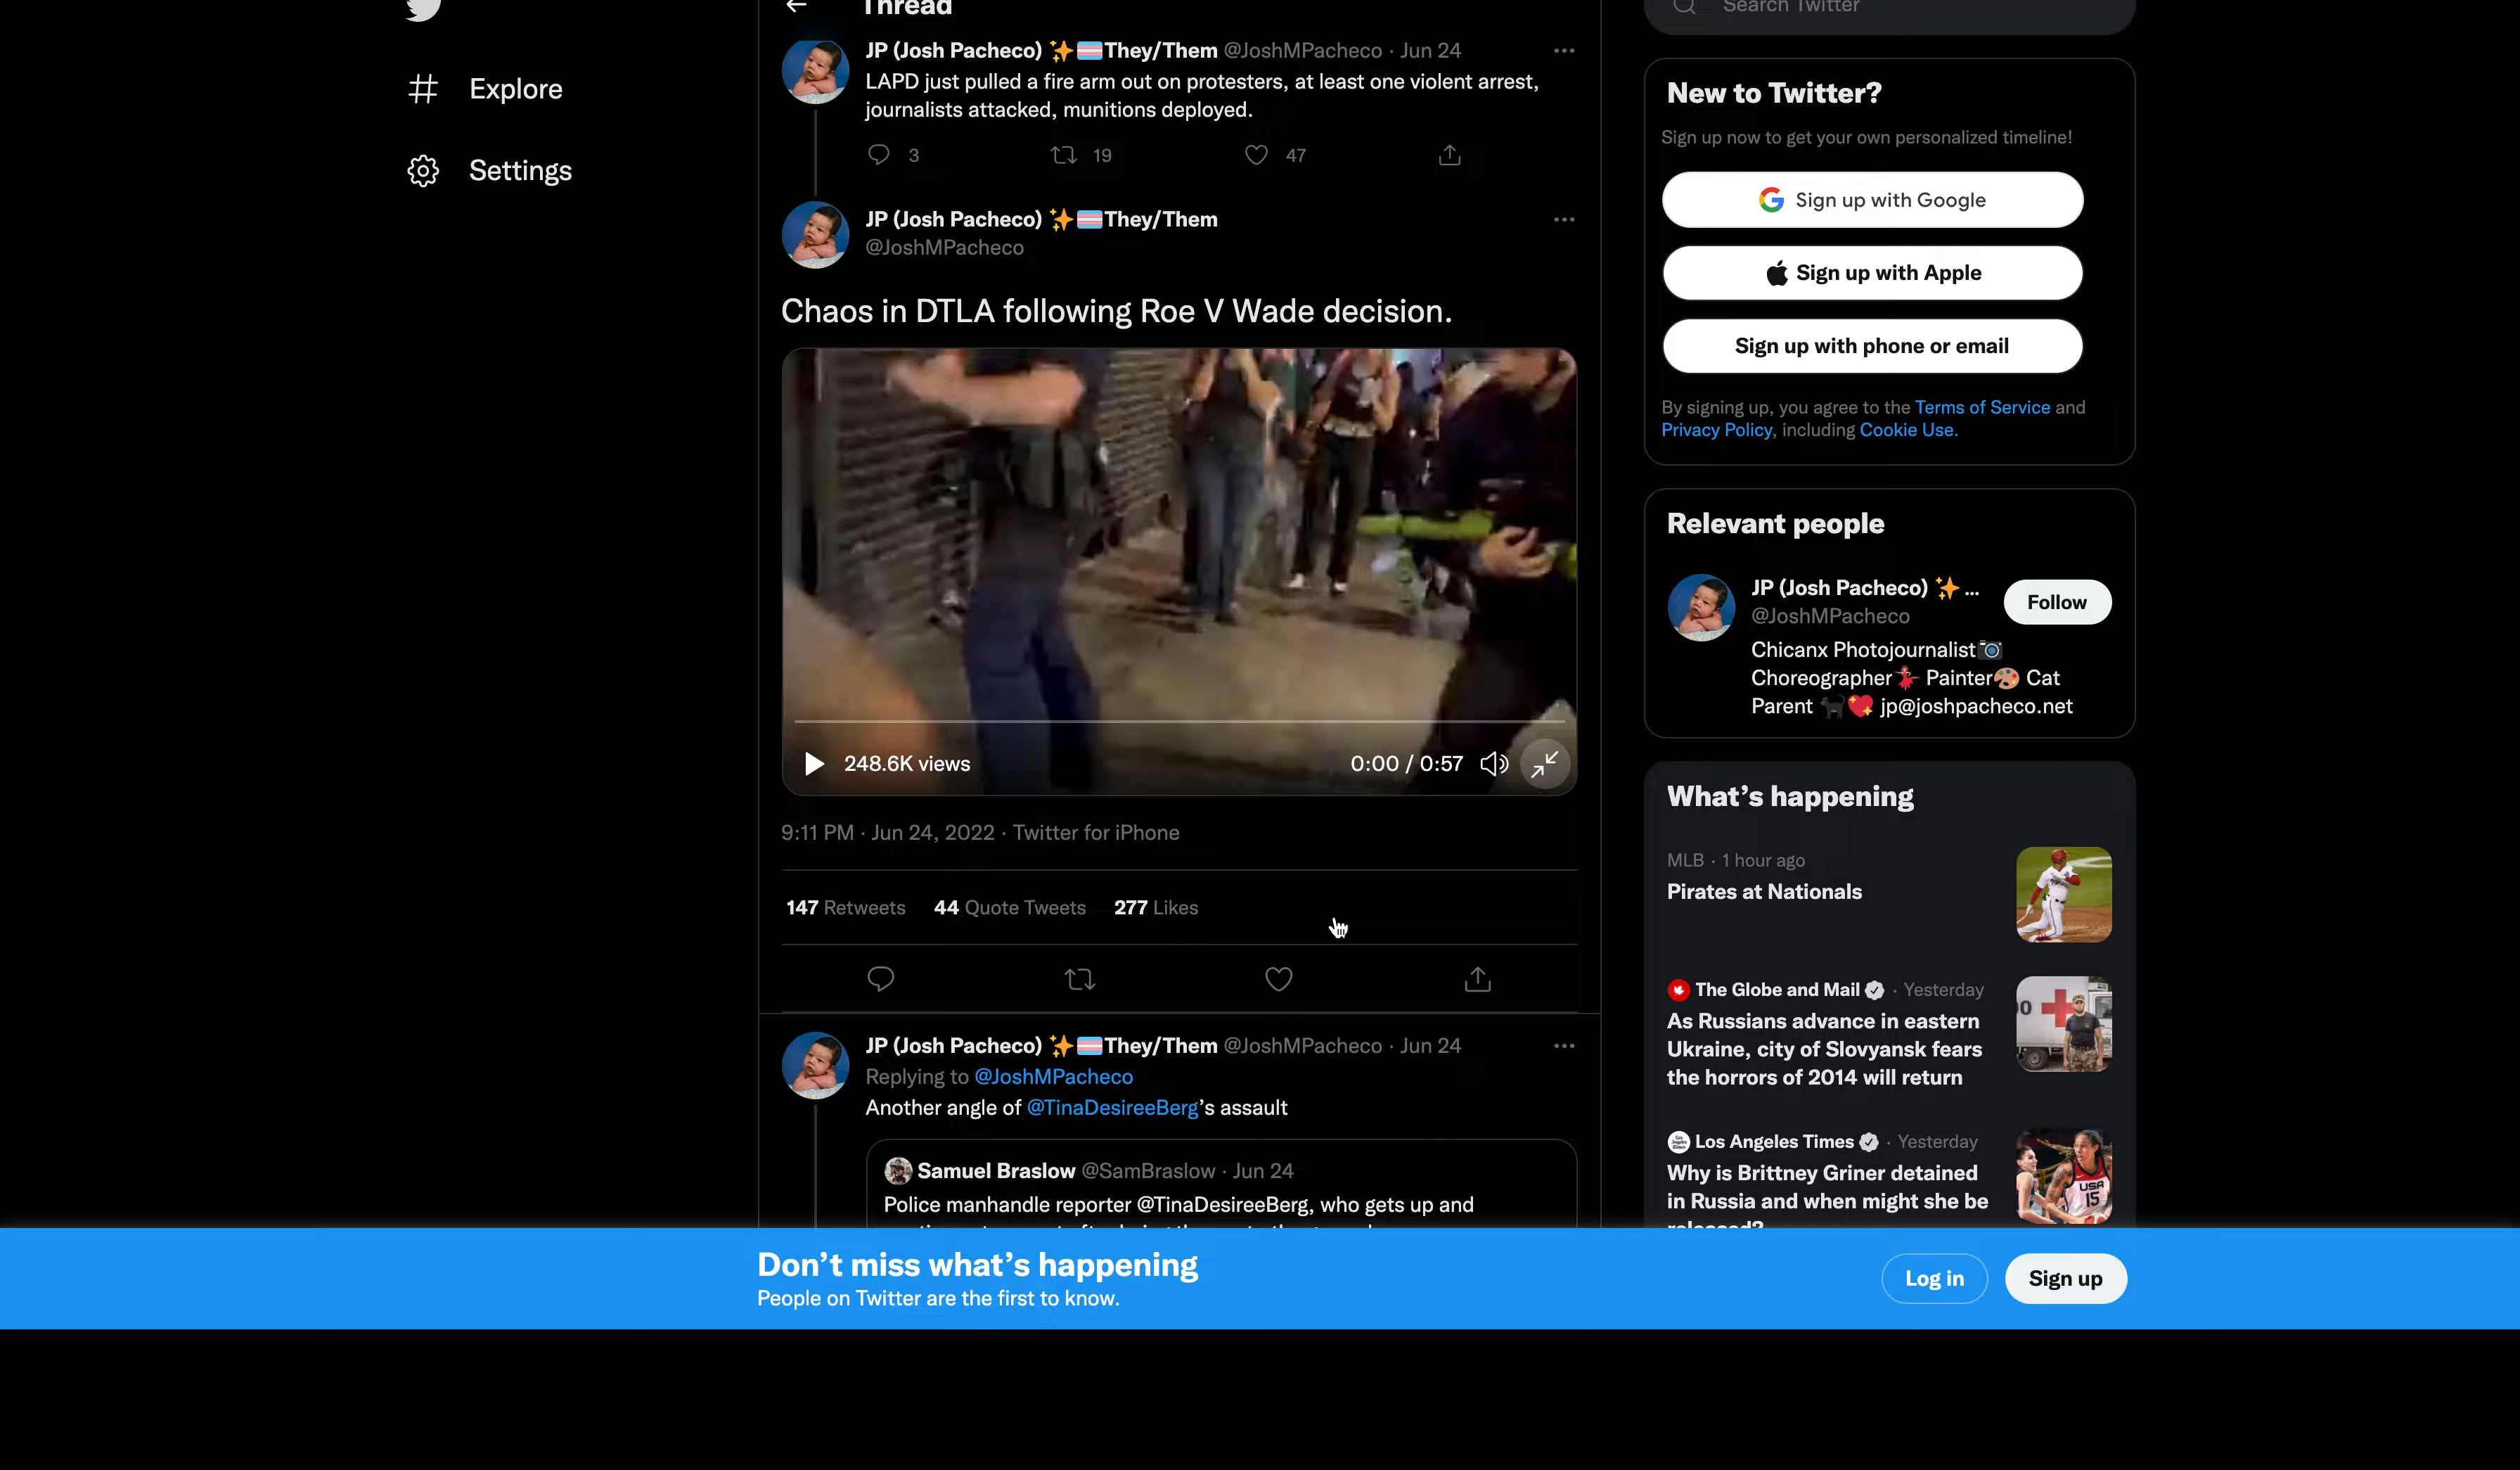 Thread
Search Twitter
Explore
Settings
JP (Josh Pacheco) ✨🏳️‍⚧️They/Them @JoshMPacheco · Jun 24
LAPD just pulled a fire arm out on protesters, at least one violent arrest,
journalists attacked, munitions deployed.
3 19 47
JP (Josh Pacheco) ✨🏳️‍⚧️They/Them
@JoshMPacheco
Chaos in DTLA following Roe V Wade decision.
248.6K views
0:00 / 0:57
9:11 PM · Jun 24, 2022 · Twitter for iPhone
147 Retweets 44 Quote Tweets 277 Likes
JP (Josh Pacheco) ✨🏳️‍⚧️They/Them @JoshMPacheco · Jun 24
Replying to @JoshMPacheco
Another angle of @TinaDesireeBerg's assault
Samuel Braslow @SamBraslow · Jun 24
Police manhandle reporter @TinaDesireeBerg, who gets up and
New to Twitter?
Sign up now to get your own personalized timeline!
Sign up with Google
Sign up with Apple
Sign up with phone or email
By signing up, you agree to the Terms of Service and
Privacy Policy, including Cookie Use.
Relevant people
JP (Josh Pacheco) ✨ ...
@JoshMPacheco
Follow
Chicanx Photojournalist📷
Choreographer💃 Painter🎨 Cat
Parent 🐈‍⬛💖 jp@joshpacheco.net
What's happening
MLB · 1 hour ago
Pirates at Nationals
The Globe and Mail · Yesterday
As Russians advance in eastern
Ukraine, city of Slovyansk fears
the horrors of 2014 will return
Los Angeles Times · Yesterday
Why is Brittney Griner detained
in Russia and when might she be
released?
USA
15
Don't miss what's happening
People on Twitter are the first to know.
Log in
Sign up